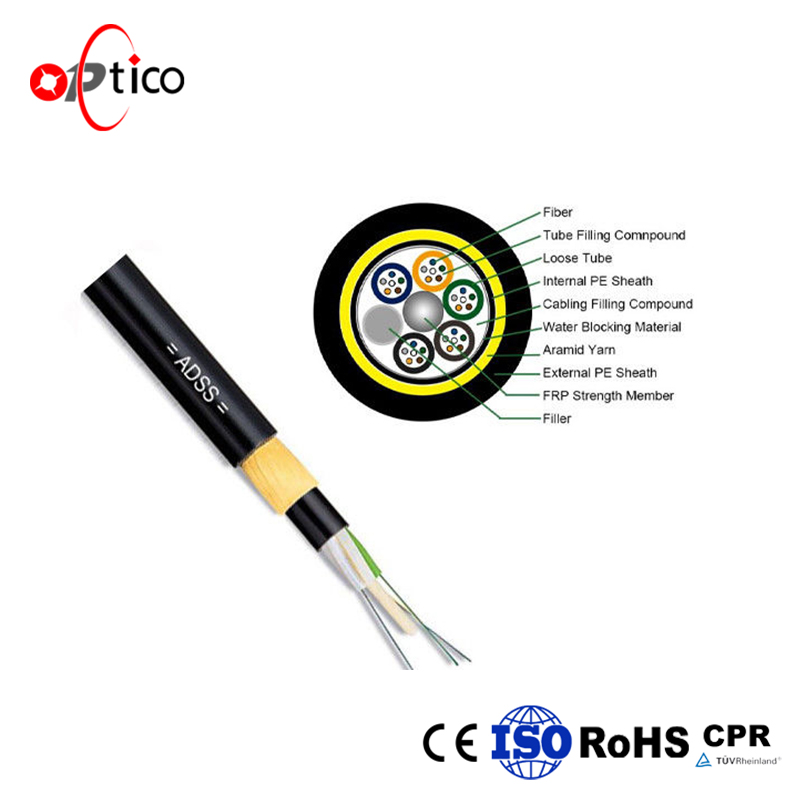 optico
Fiber
Tube Filling Comnpound
Loose Tube
Internal PE Sheath
Cabling Filling Compound
Water Blocking Material
Aramid Yarn
External PE Sheath
FRP Strength Member
Filler
= ADSS =
CE ISO RoHS CPR
TÜVRheinland®